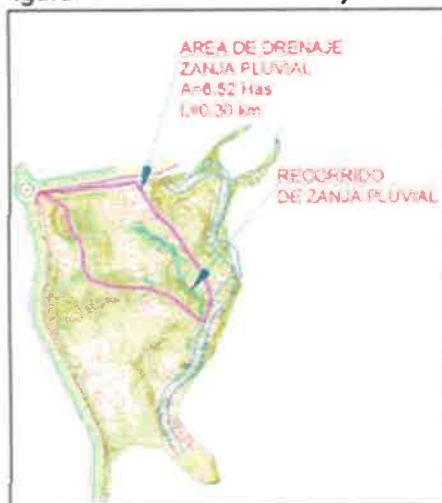 AREA DE DRENAJE
ZANJA PLUVIAL
A=6.52 Has
L=0.30 km
RECORRIDO
DE ZANJA PLUVIAL